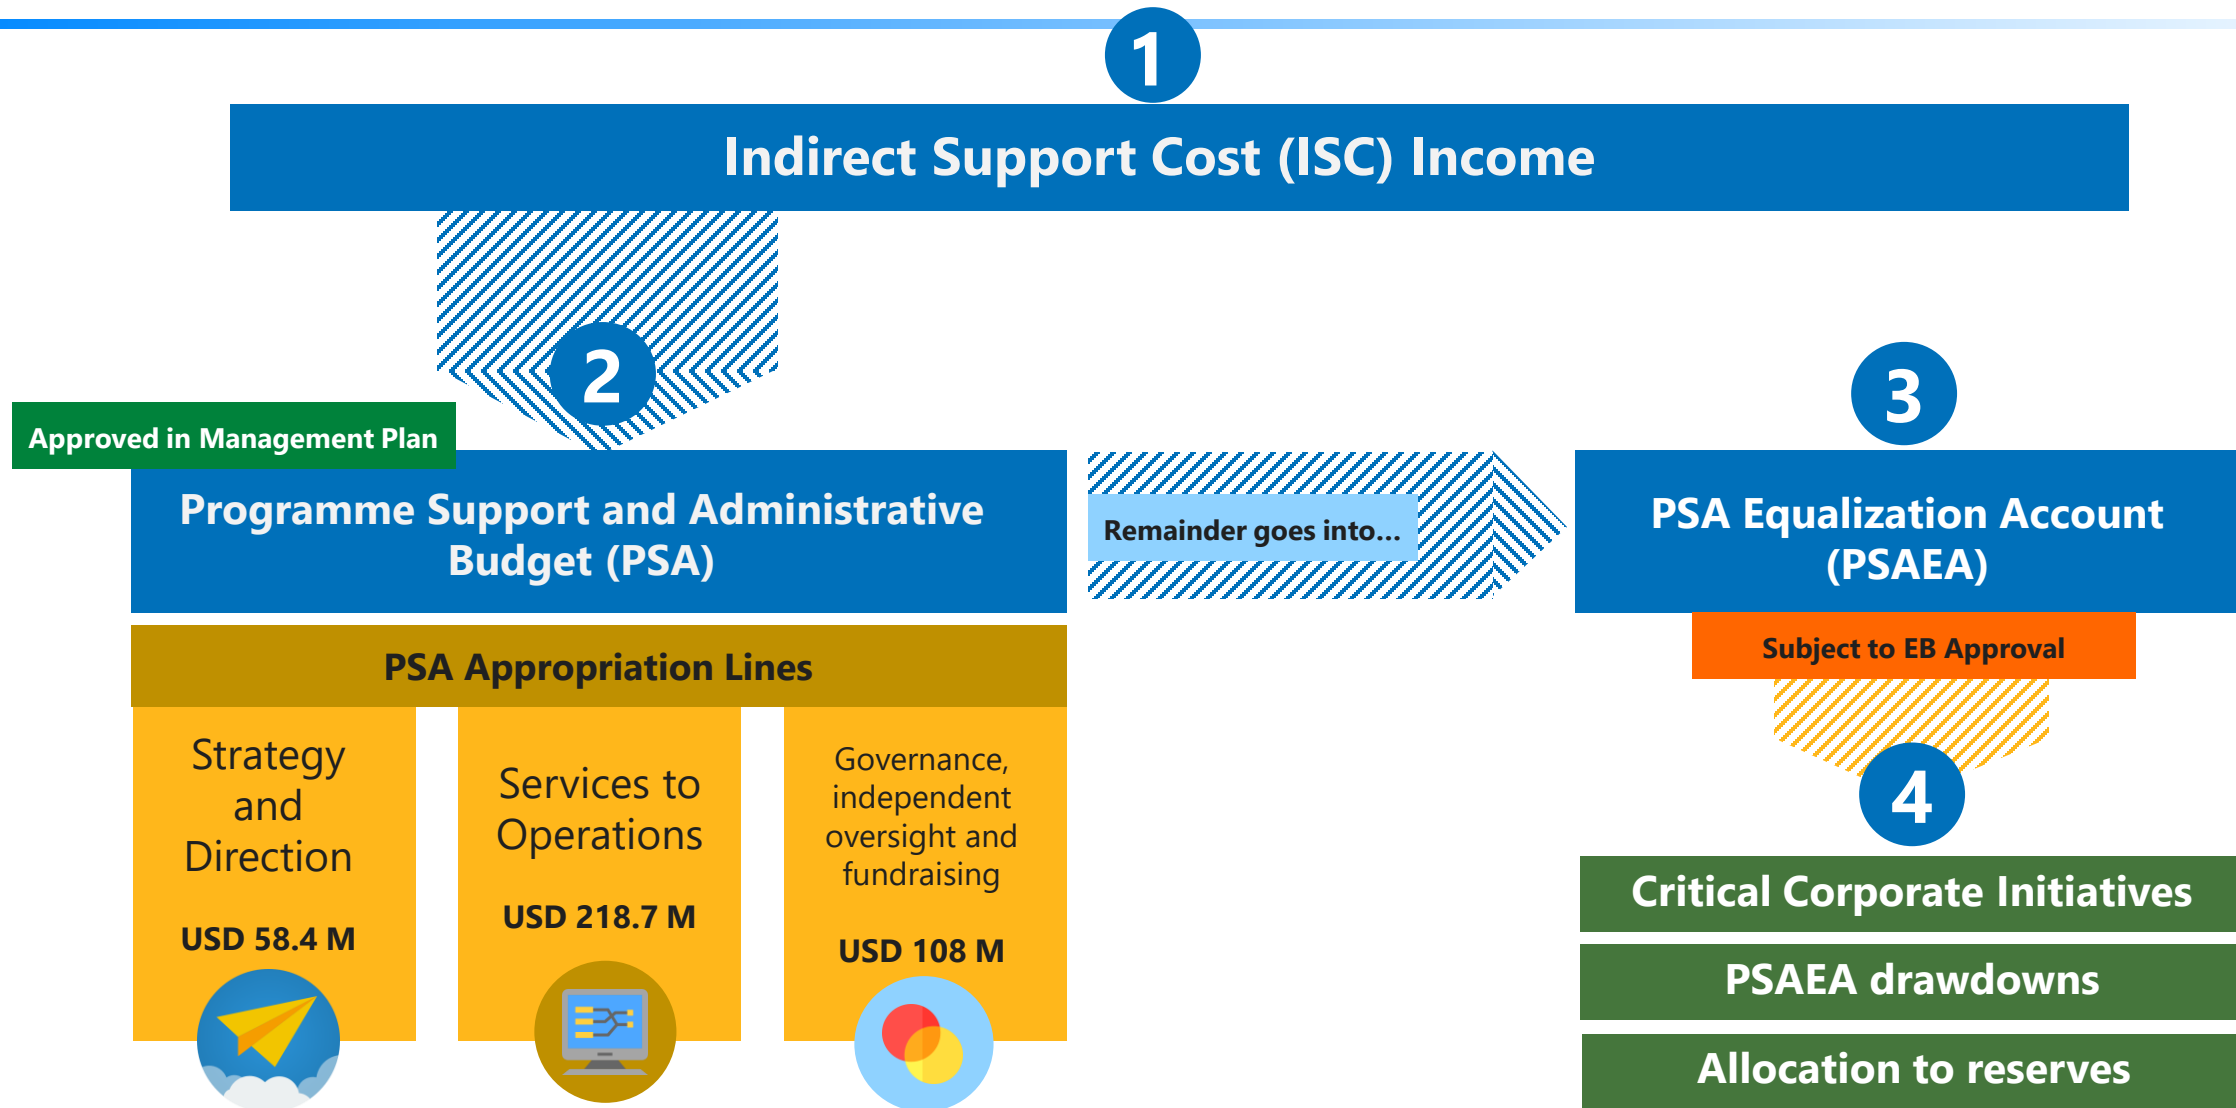 1
Indirect Support Cost (ISC) Income
2
Approved in Management Plan
Programme Support and Administrative
Budget (PSA)
Remainder goes into...
3
PSA Equalization Account
(PSAEA)
Subject to EB Approval
PSA Appropriation Lines
Strategy
and
Direction
USD 58.4 M
Services to
Operations
USD 218.7 M
Governance,
independent
oversight and
fundraising
USD 108 M
4
Critical Corporate Initiatives
PSAEA drawdowns
Allocation to reserves